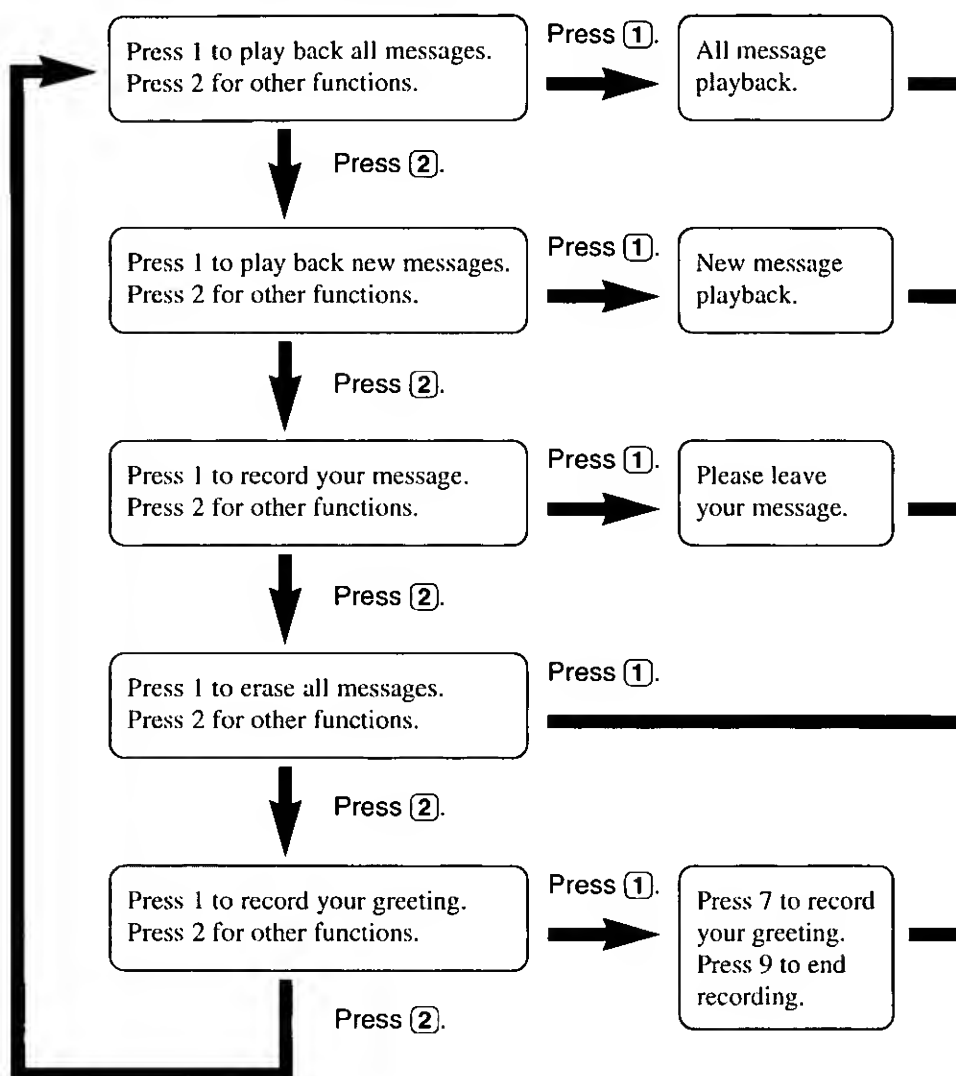 Press 1 to play back all messages.
Press 2 for other functions.
Press 1.
All message
playback.
Press 2.
Press 1 to play back new messages.
Press 2 for other functions.
Press 1.
New message
playback.
Press 2.
Press 1 to record your message.
Press 2 for other functions.
Press 1.
Please leave
your message.
Press 2.
Press 1 to erase all messages.
Press 2 for other functions.
Press 1.
Press 2.
Press 1 to record your greeting.
Press 2 for other functions.
Press 1.
Press 7 to record
your greeting.
Press 9 to end
recording.
Press 2.